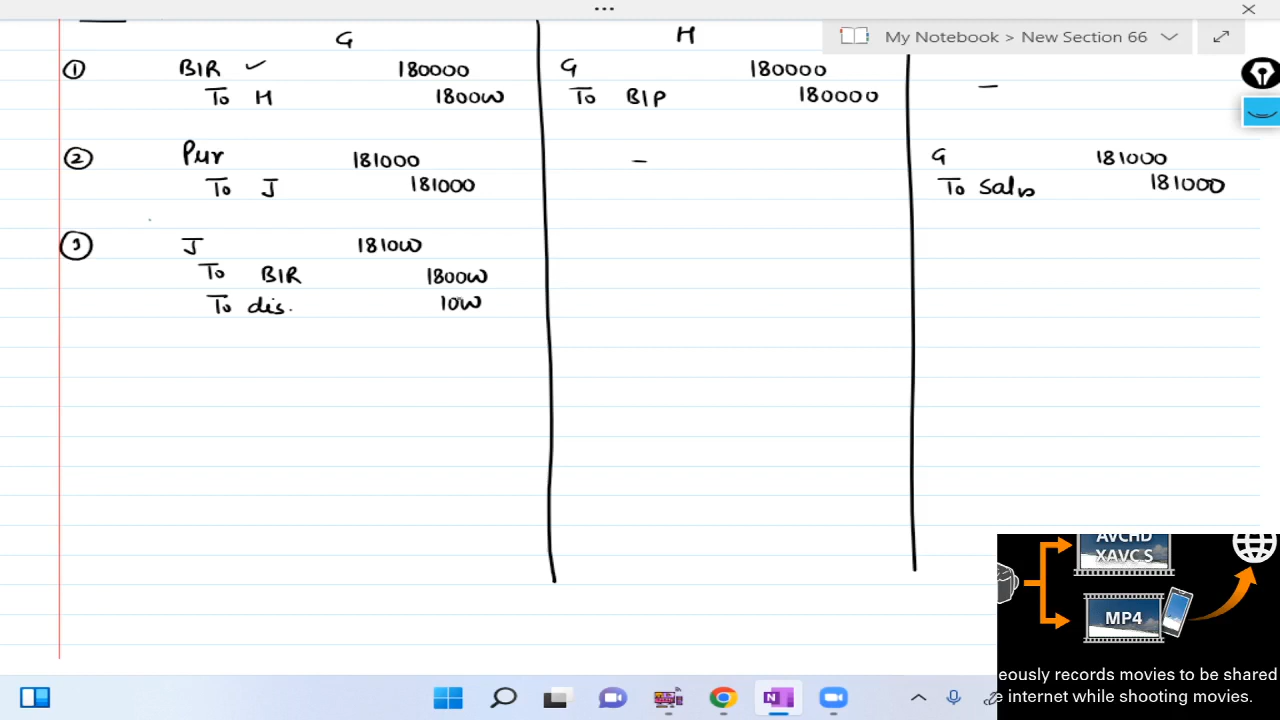 ...
My Notebook > New Section 66
G H
① BIR ✓ 180000 G 180000
To H 180000 To BIP 180000 –
② Pur 181000 – G 181000
To J 181000 To Sales 181000
③ J 181000
To BIR 180000
To dis. 1000
AVCHD
XAVC S
MP4
eously records movies to be shared
e internet while shooting movies.